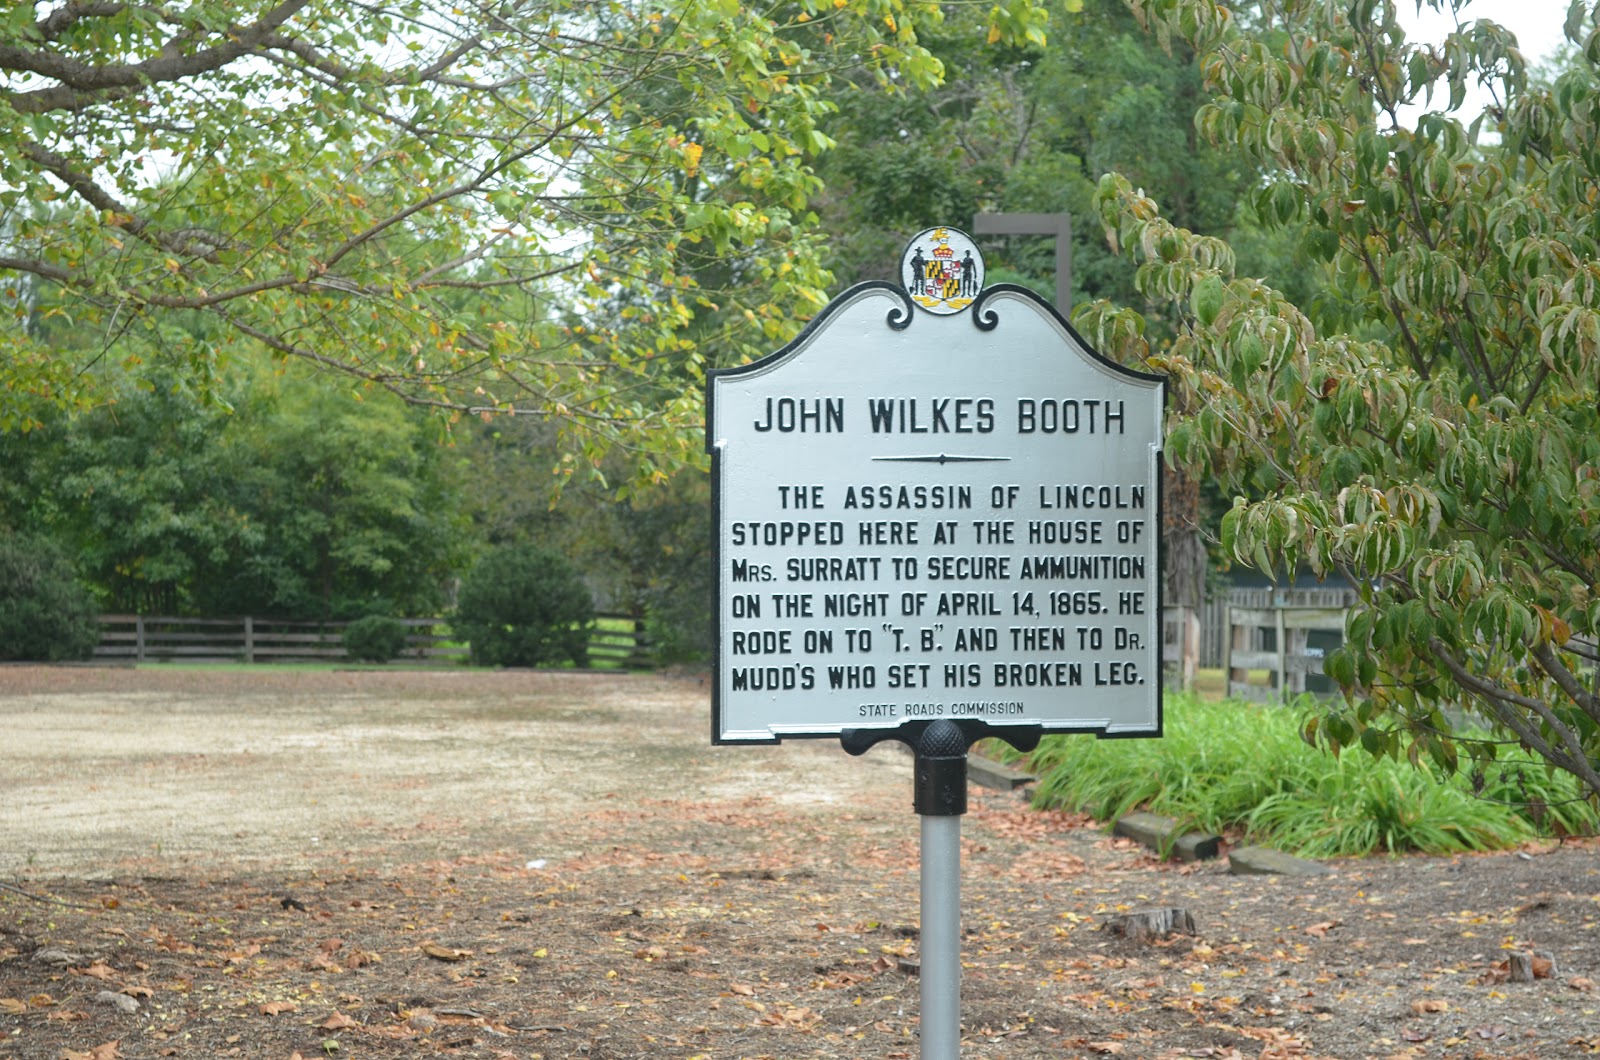 JOHN WILKES BOOTH
THE ASSASSIN OF LINCOLN
STOPPED HERE AT THE HOUSE OF
MRS. SURRATT TO SECURE AMMUNITION
ON THE NIGHT OF APRIL 14, 1865. HE
RODE ON TO "T. B." AND THEN TO DR.
MUDD'S WHO SET HIS BROKEN LEG.
STATE ROADS COMMISSION